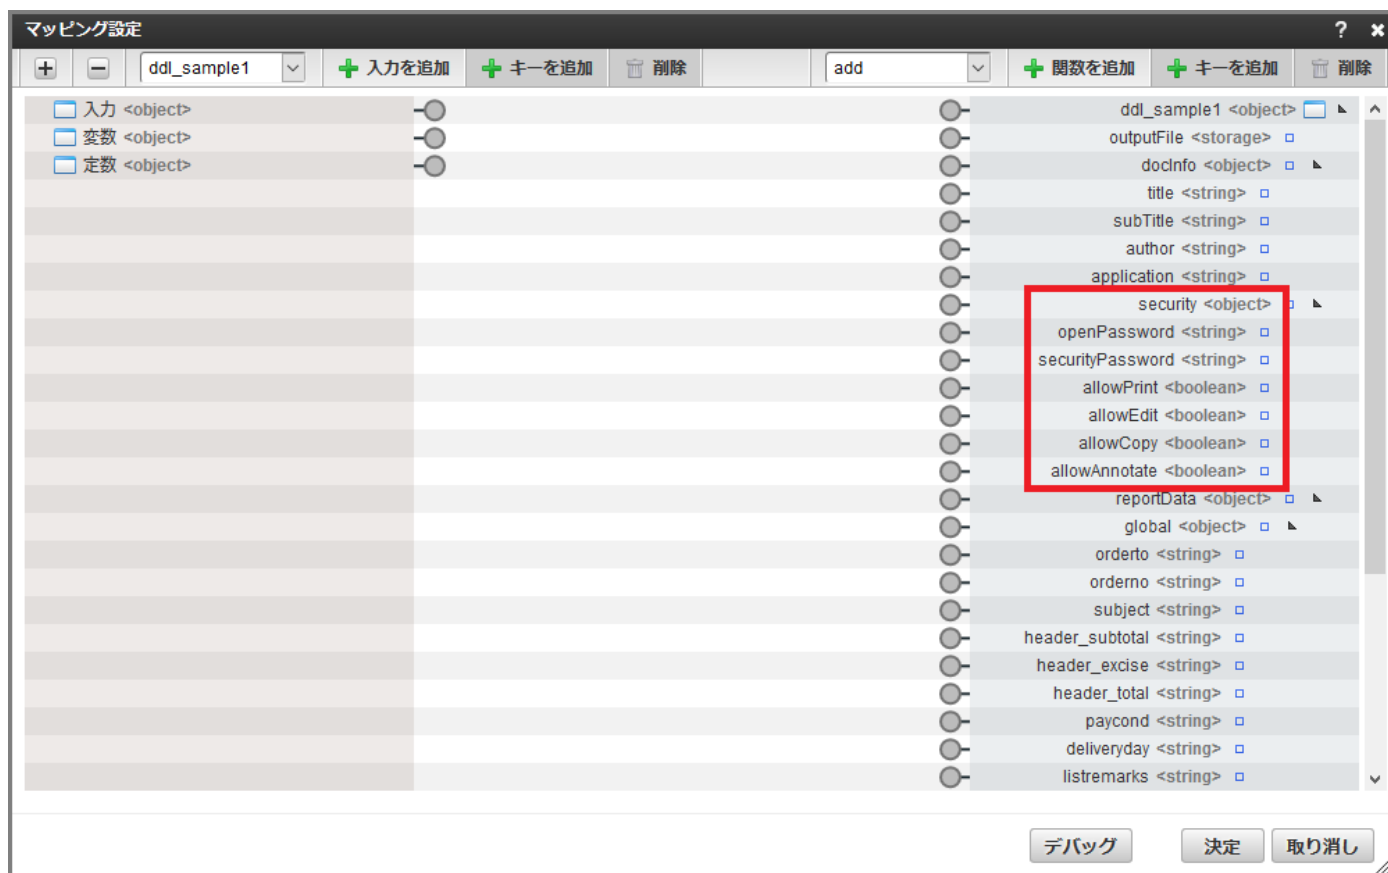 マッピング設定
?
ddl_sample1 入力を追加 キーを追加 削除 add 関数を追加 キーを追加 削除
入力 <object> ddl_sample1 <object>
変数 <object> outputFile <storage>
定数 <object> docInfo <object>
title <string>
subTitle <string>
author <string>
application <string>
security <object>
openPassword <string>
securityPassword <string>
allowPrint <boolean>
allowEdit <boolean>
allowCopy <boolean>
allowAnnotate <boolean>
reportData <object>
global <object>
orderto <string>
orderno <string>
subject <string>
header_subtotal <string>
header_excise <string>
header_total <string>
paycond <string>
deliveryday <string>
listremarks <string>
デバッグ 決定 取り消し